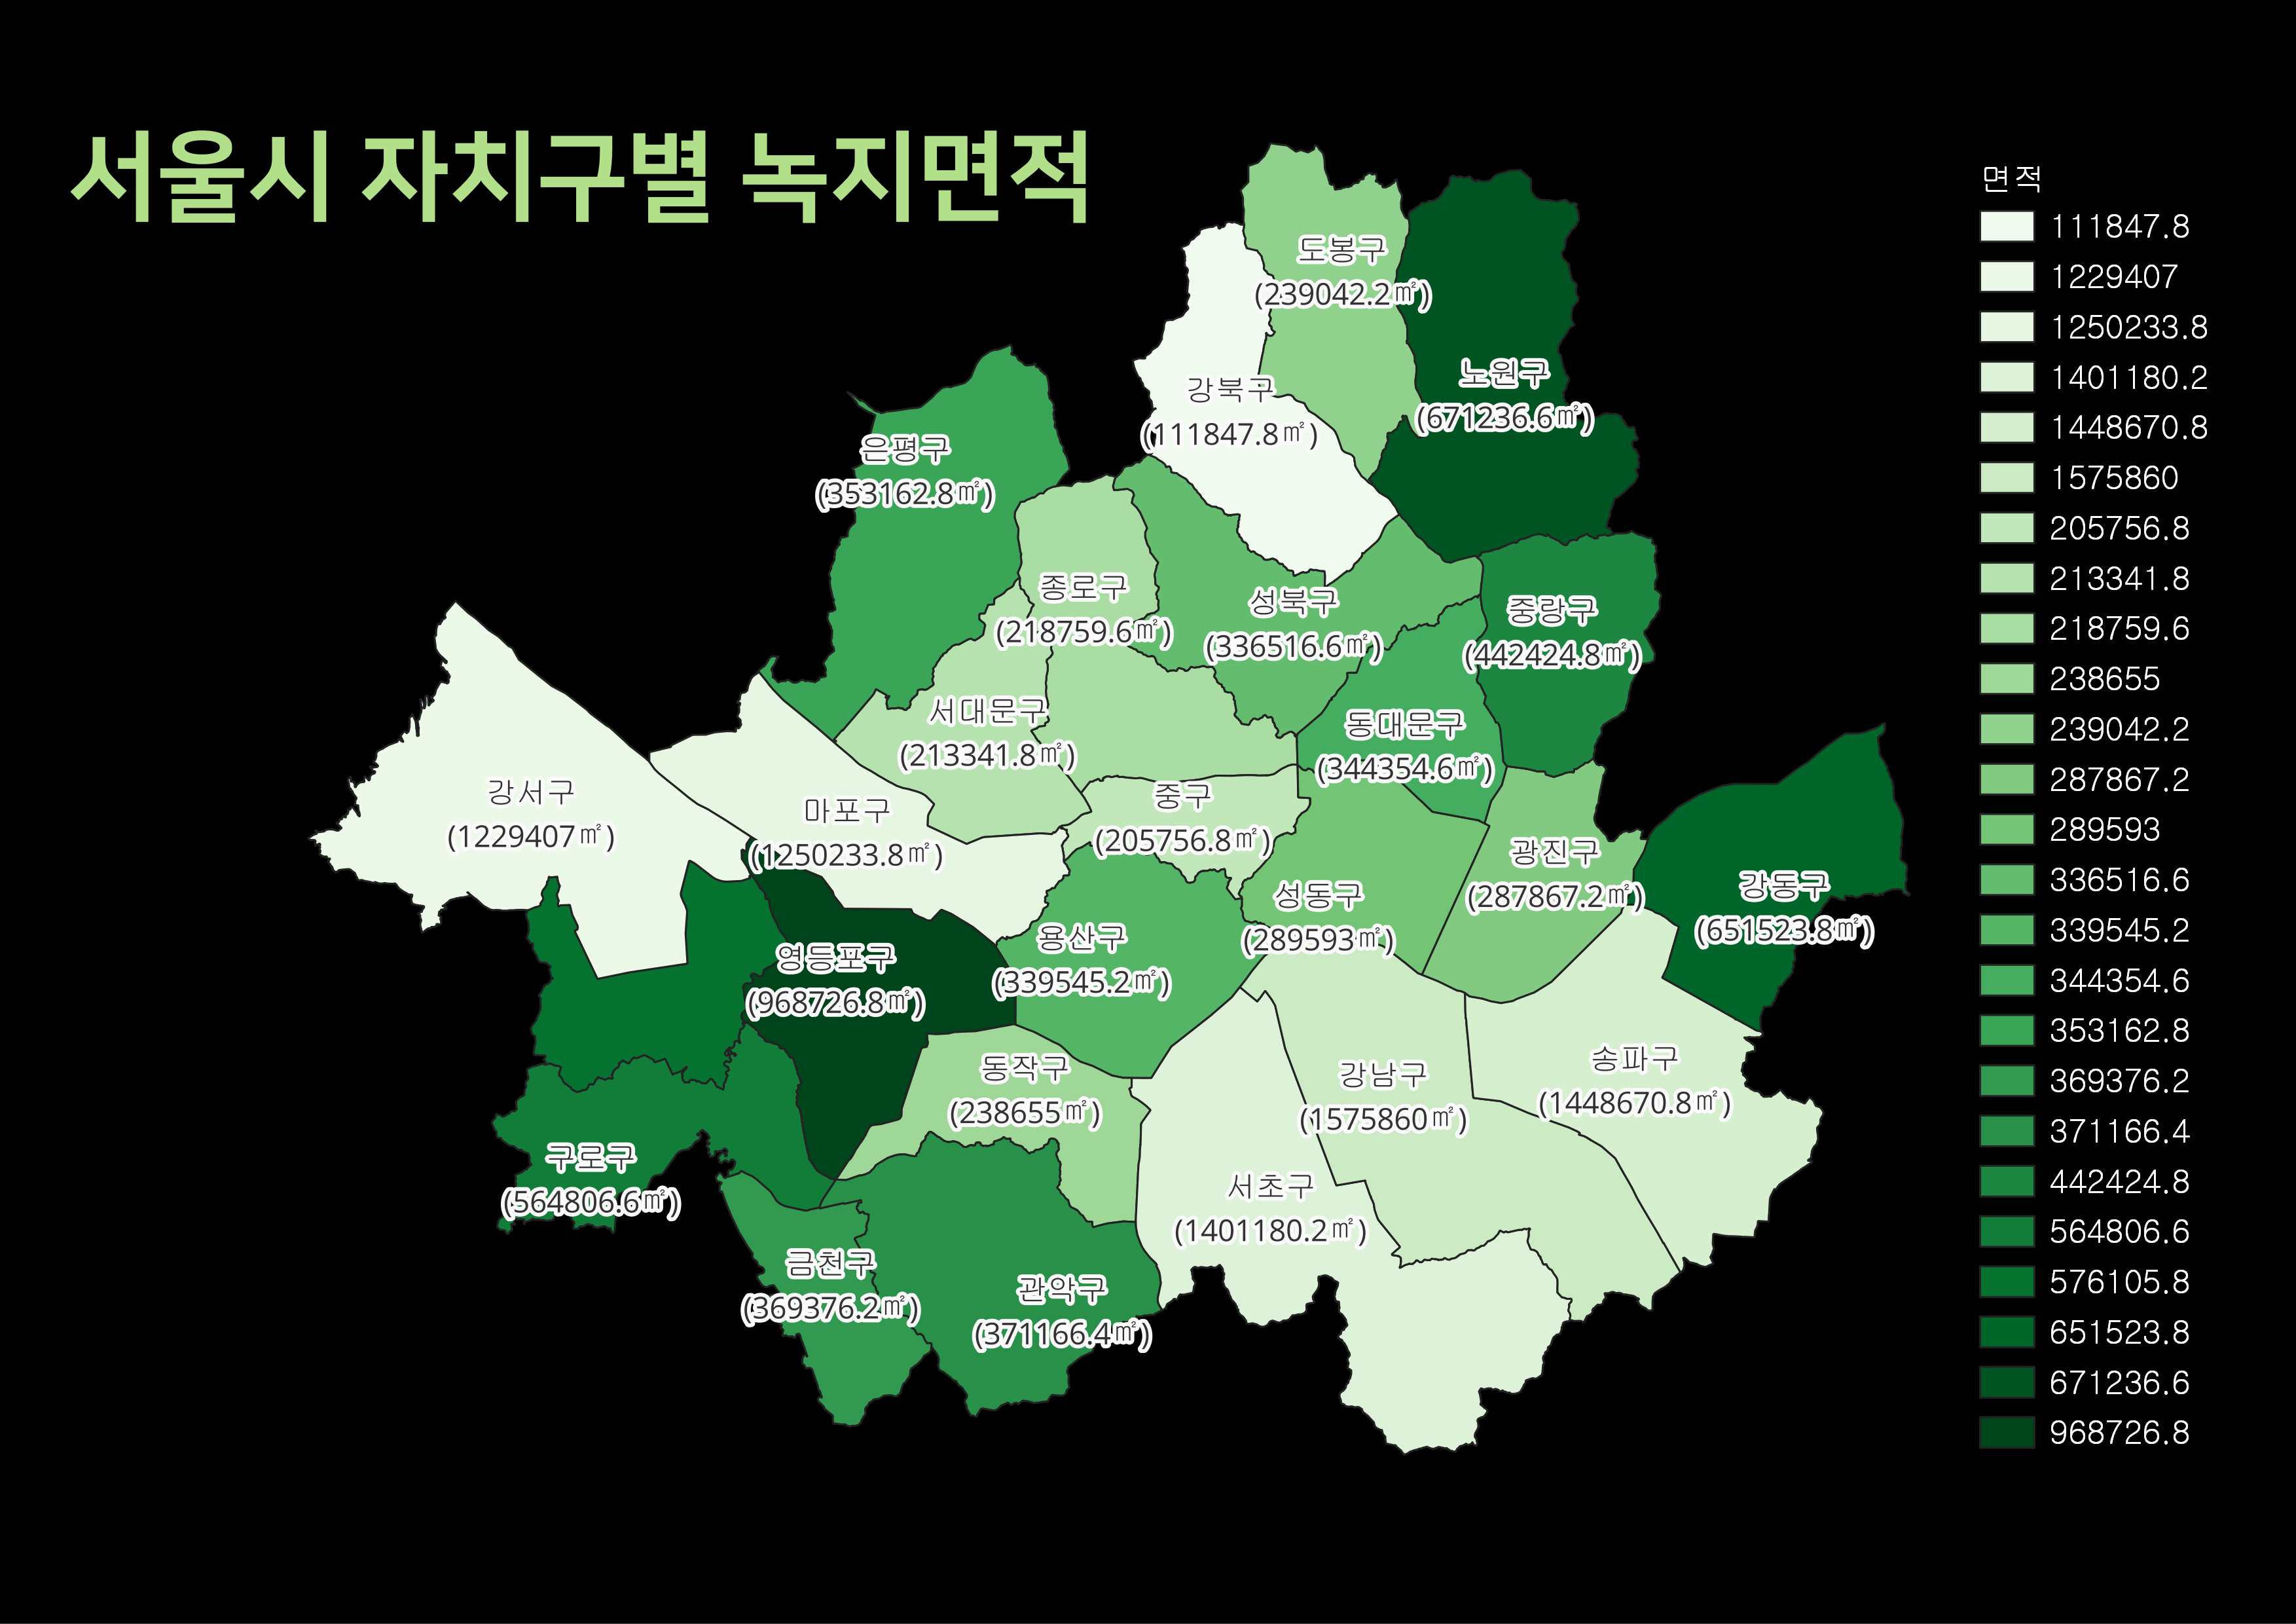 서울시 자치구별 녹지면적
도봉구
(239042.2㎡)
노원구
(671236.6㎡)
강북구
(111847.8㎡)
은평구
(353162.8㎡)
종로구
(218759.6㎡)
성북구
(336516.6㎡)
중랑구
(442424.8㎡)
서대문구
(213341.8㎡)
동대문구
(344354.6㎡)
강서구
(1229407㎡)
마포구
(1250233.8㎡)
중구
(205756.8㎡)
광진구
(287867.2㎡)
강동구
(651523.8㎡)
성동구
(289593㎡)
용산구
(339545.2㎡)
영등포구
(968726.8㎡)
동작구
(238655㎡)
강남구
(1575860㎡)
송파구
(1448670.8㎡)
구로구
(564806.6㎡)
서초구
(1401180.2㎡)
금천구
(369376.2㎡)
관악구
(371166.4㎡)
면적
111847.8
1229407
1250233.8
1401180.2
1448670.8
1575860
205756.8
213341.8
218759.6
238655
239042.2
287867.2
289593
336516.6
339545.2
344354.6
353162.8
369376.2
371166.4
442424.8
564806.6
576105.8
651523.8
671236.6
968726.8